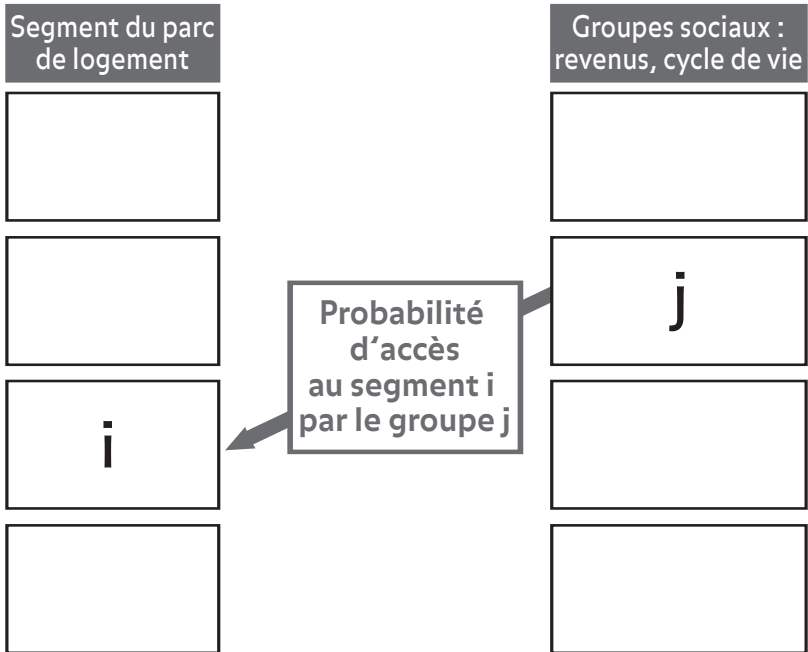 Segment du parc
de logement
Groupes sociaux :
revenus, cycle de vie
j
Probabilité
d'accès
au segment i
par le groupe j
i